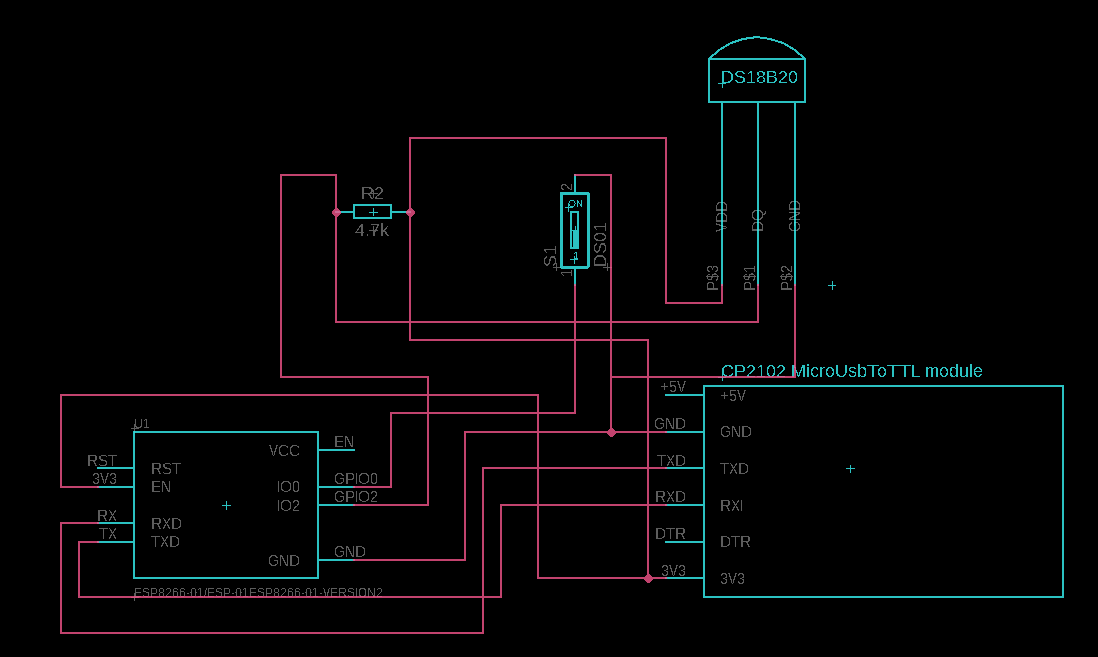 DS18B20
VDD
DQ
GND
P$3
P$1
P$2
R2
4.7k
2
ON
1
1
S1
DS01
CP2102 MicroUsbToTTL module
+5V
+5V
GND
GND
TXD
TXD
RXD
RXI
DTR
DTR
3V3
3V3
U1
RST
RST
3V3
EN
RX
RXD
TX
TXD
VCC
EN
IO0
GPIO0
IO2
GPIO2
GND
GND
ESP8266-01/ESP-01ESP8266-01-VERSION2